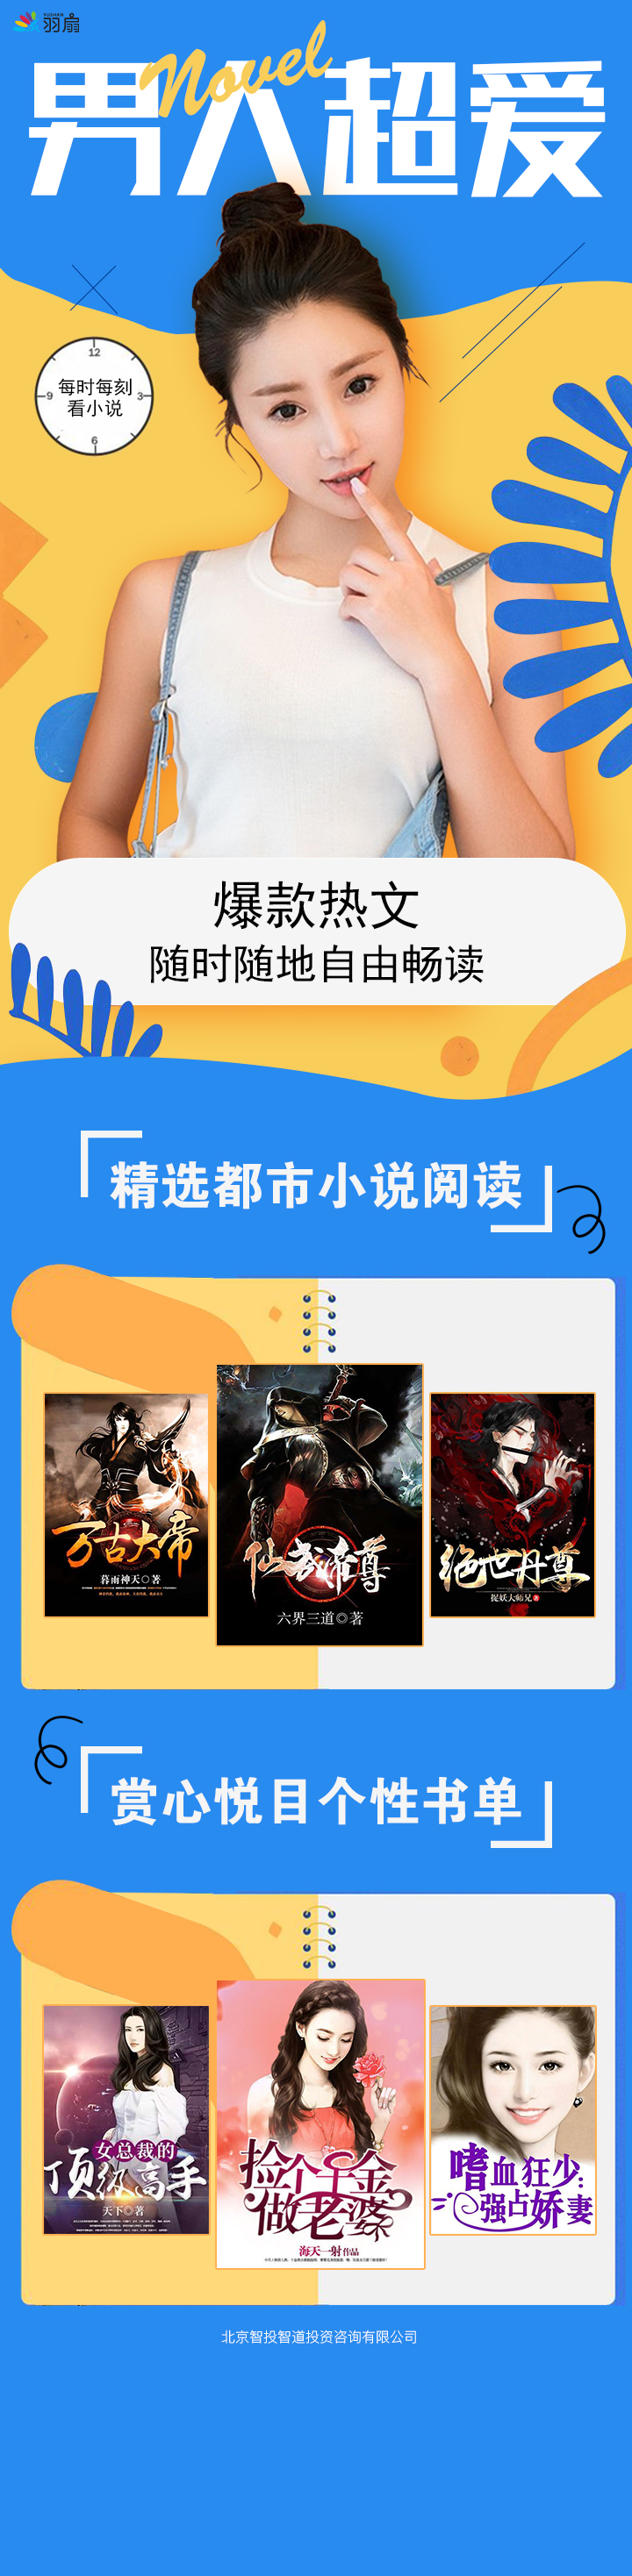 YUSHAN
羽扇
Novel
男人超爱
12
每时每刻
9
3
看小说
6
爆款热文
随时随地自由畅读
精选都市小说阅读
万古大帝
暮雨神天◎著
仙武帝尊
六界三道◎著
绝世丹尊
捉妖大师兄 著
赏心悦目个性书单
女总裁的
顶级高手
天下◎著
捡个千金
做老婆
海天一射 作品
嗜血狂少:
强占娇妻
北京智投智道投资咨询有限公司